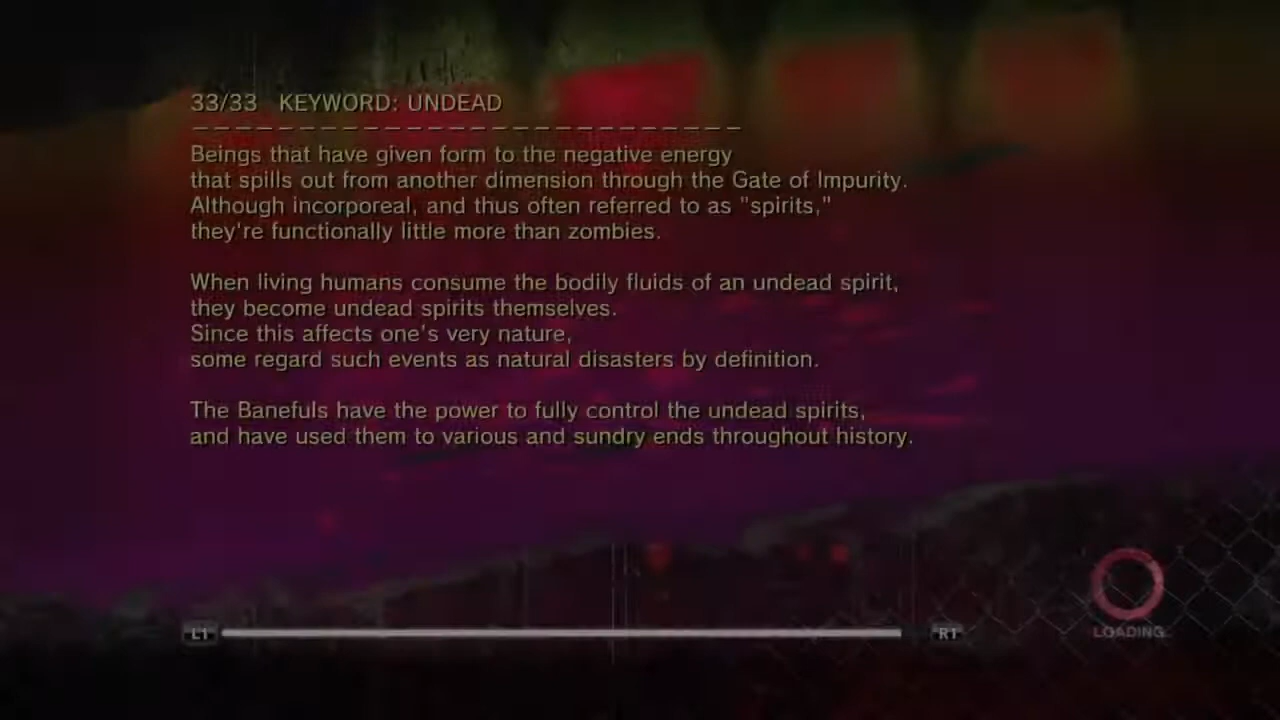 33/33 KEYWORD: UNDEAD
Beings that have given form to the negative energy
that spills out from another dimension through the Gate of Impurity.
Although incorporeal, and thus often referred to as "spirits,"
they're functionally little more than zombies.
When living humans consume the bodily fluids of an undead spirit,
they become undead spirits themselves.
Since this affects one's very nature,
some regard such events as natural disasters by definition.
The Banefuls have the power to fully control the undead spirits,
and have used them to various and sundry ends throughout history.
L1 R1
LOADING..